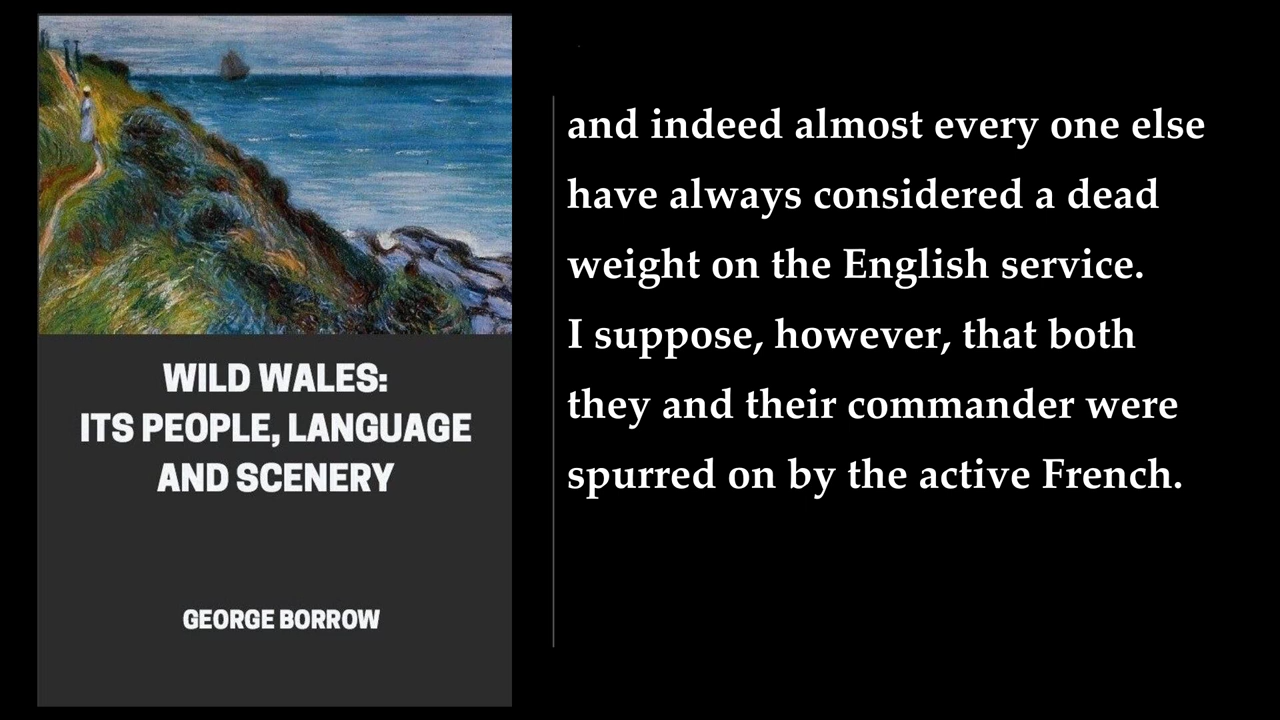 WILD WALES:
ITS PEOPLE, LANGUAGE
AND SCENERY
GEORGE BORROW
and indeed almost every one else
have always considered a dead
weight on the English service.
I suppose, however, that both
they and their commander were
spurred on by the active French.